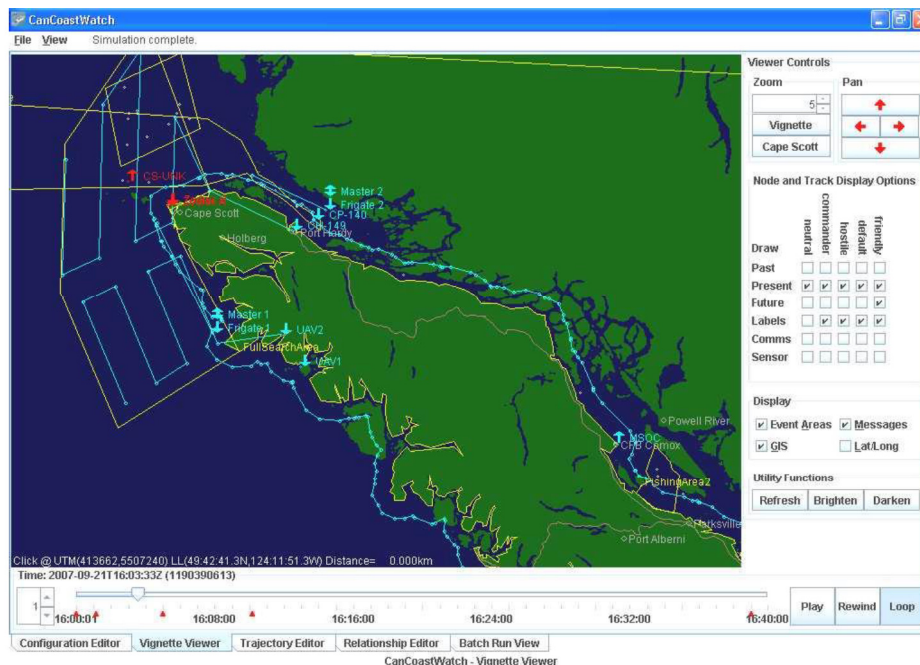 CanCoastWatch
File View Simulation complete.
CS-UNK
Cape Scott
Holberg
Master 2
Frigate 2
CP-140
CH-149
Port Hardy
Master 1
Frigate 1
UAV2
FullSearchArea
UAV1
Powell River
MSOC
CFB Comox
FishingArea2
Parksville
Port Alberni
Click @ UTM(413662,5507240) LL(49:42:41.3N,124:11:51.3W) Distance= 0.000km
Viewer Controls
Zoom
Pan
5
Vignette
Cape Scott
Node and Track Display Options
Draw neutral commander hostile default friendly
Past
Present
Future
Labels
Comms
Sensor
Display
Event Areas Messages
GIS Lat/Long
Utility Functions
Refresh Brighten Darken
Time: 2007-09-21T16:03:33Z (1190390613)
1
16:00:01 16:08:00 16:16:00 16:24:00 16:32:00 16:40:00
Play Rewind Loop
Configuration Editor Vignette Viewer Trajectory Editor Relationship Editor Batch Run View
CanCoastWatch - Vignette Viewer